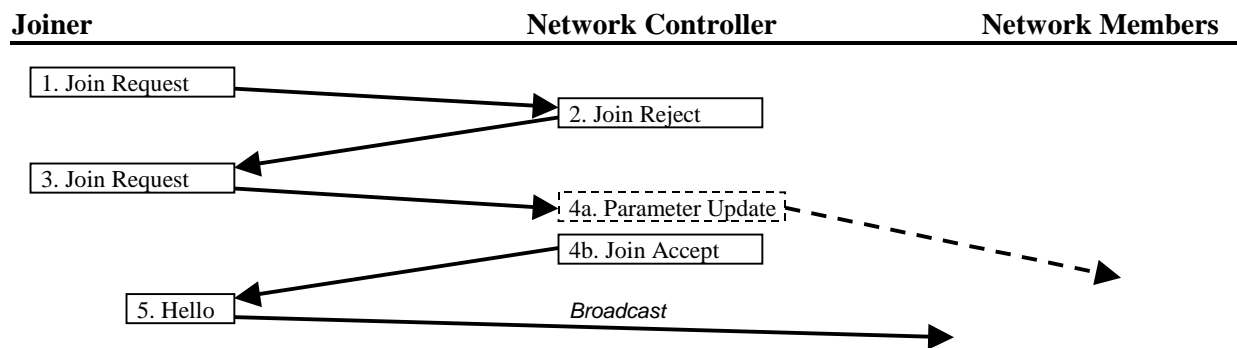 Joiner Network Controller Network Members
1. Join Request
2. Join Reject
3. Join Request
4a. Parameter Update
4b. Join Accept
5. Hello
Broadcast